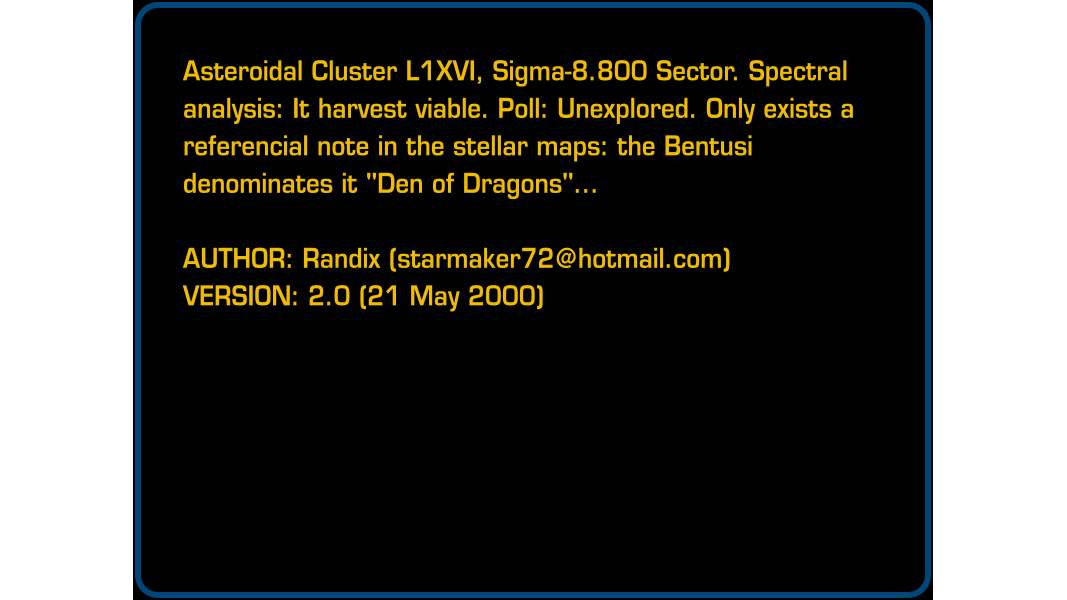 Asteroidal Cluster L1XVI, Sigma-8.800 Sector. Spectral
analysis: It harvest viable. Poll: Unexplored. Only exists a
referencial note in the stellar maps: the Bentusi
denominates it "Den of Dragons"...
AUTHOR: Randix (starmaker72@hotmail.com)
VERSION: 2.0 (21 May 2000)